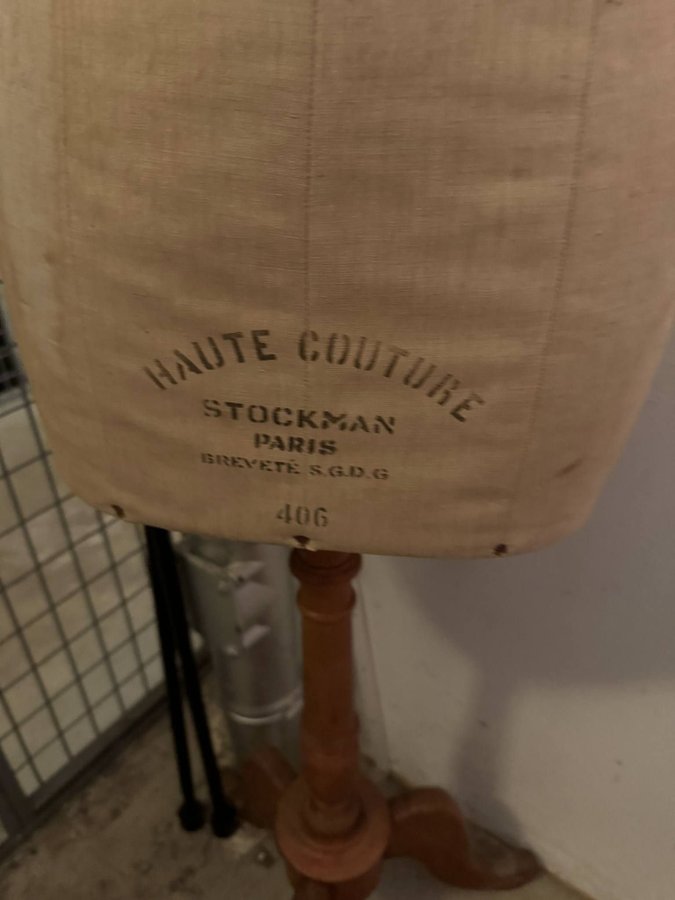 HAUTE COUTURE
STOCKMAN
PARIS
BREVETÉ S.G.D.G
406